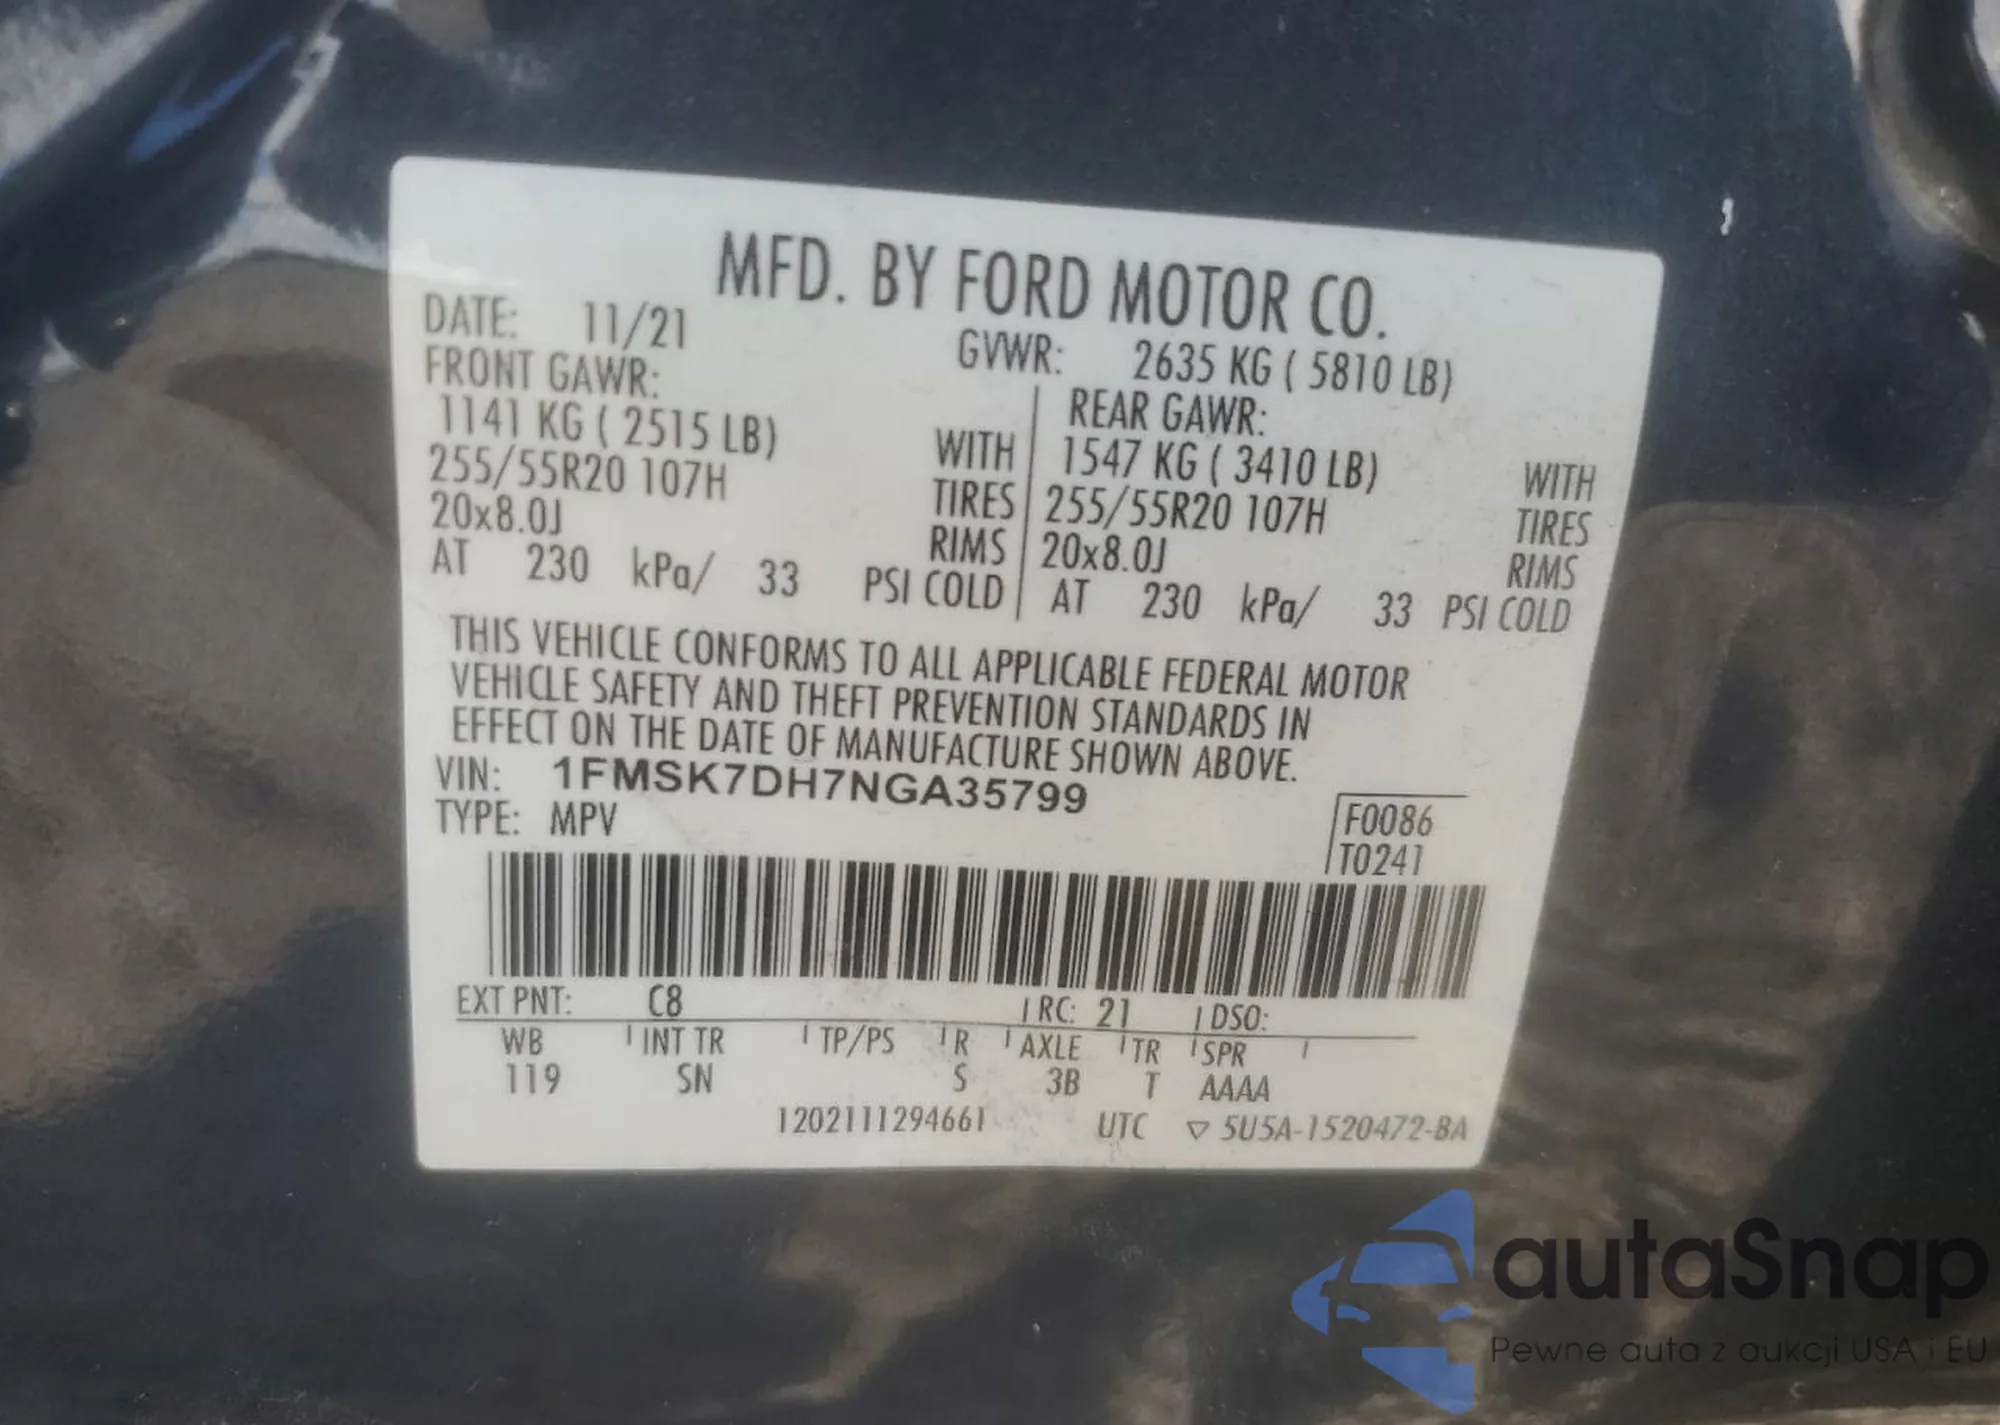 MFD. BY FORD MOTOR CO.
DATE: 11/21 GVWR: 2635 KG ( 5810 LB)
FRONT GAWR: REAR GAWR:
1141 KG ( 2515 LB) WITH 1547 KG ( 3410 LB) WITH
255/55R20 107H TIRES 255/55R20 107H TIRES
20x8.0J RIMS 20x8.0J RIMS
AT 230 kPa/ 33 PSI COLD AT 230 kPa/ 33 PSI COLD
THIS VEHICLE CONFORMS TO ALL APPLICABLE FEDERAL MOTOR
VEHICLE SAFETY AND THEFT PREVENTION STANDARDS IN
EFFECT ON THE DATE OF MANUFACTURE SHOWN ABOVE.
VIN: 1FMSK7DH7NGA35799
TYPE: MPV
F0086
T0241
EXT PNT: C8 RC: 21 DSO:
WB INT TR TP/PS R AXLE TR SPR
119 SN S 3B T AAAA
1202111294661 UTC ▽ 5U5A-1520472-BA
autaSnap
Pewne auta z aukcji USA i EU